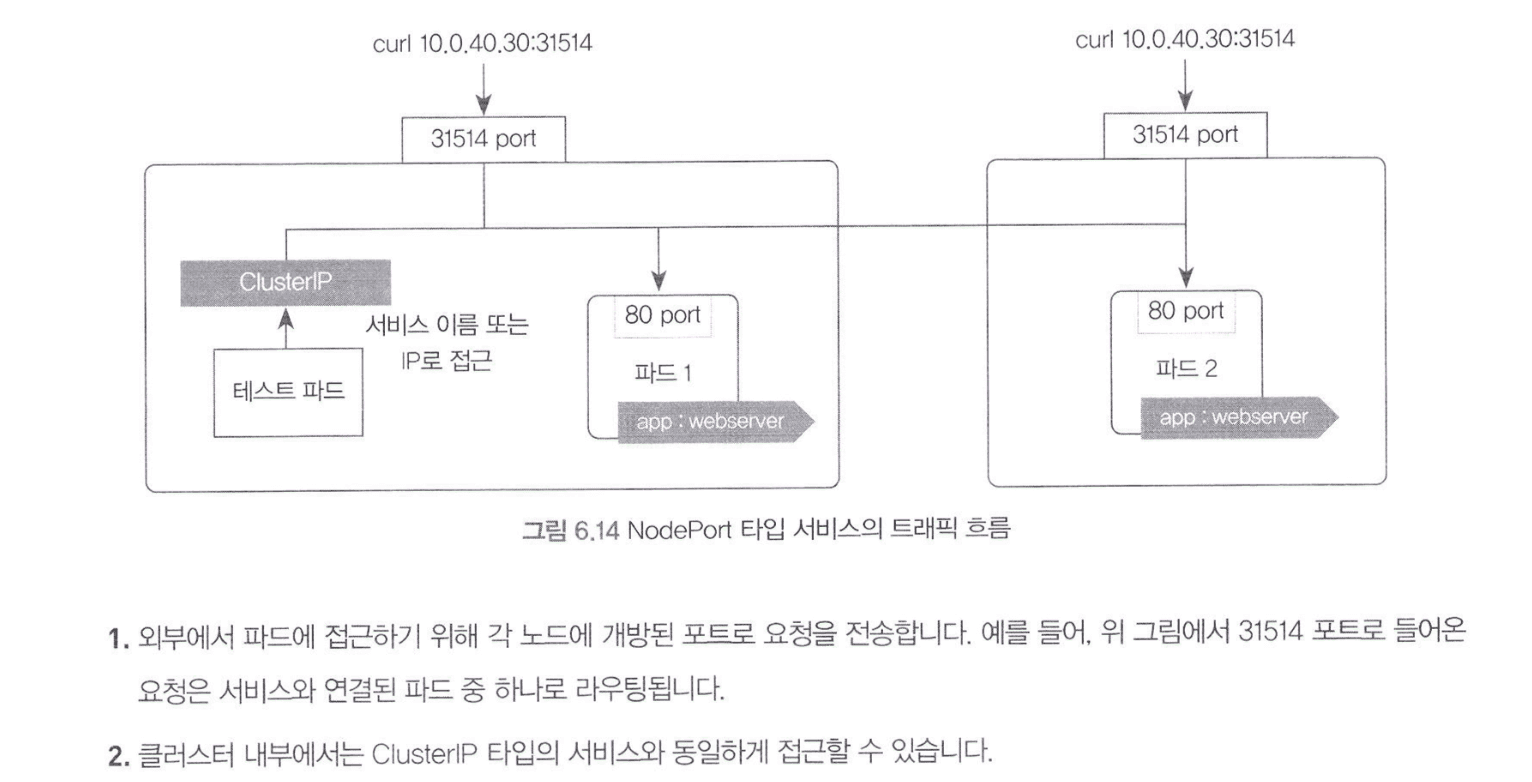 curl 10.0.40.30:31514
curl 10.0.40.30:31514
31514 port
31514 port
ClusterIP
서비스 이름 또는
IP로 접근
테스트 파드
80 port
파드 1
app : webserver
80 port
파드 2
app : webserver
그림 6.14 NodePort 타입 서비스의 트래픽 흐름
1. 외부에서 파드에 접근하기 위해 각 노드에 개방된 포트로 요청을 전송합니다. 예를 들어, 위 그림에서 31514 포트로 들어온
요청은 서비스와 연결된 파드 중 하나로 라우팅됩니다.
2. 클러스터 내부에서는 ClusterIP 타입의 서비스와 동일하게 접근할 수 있습니다.